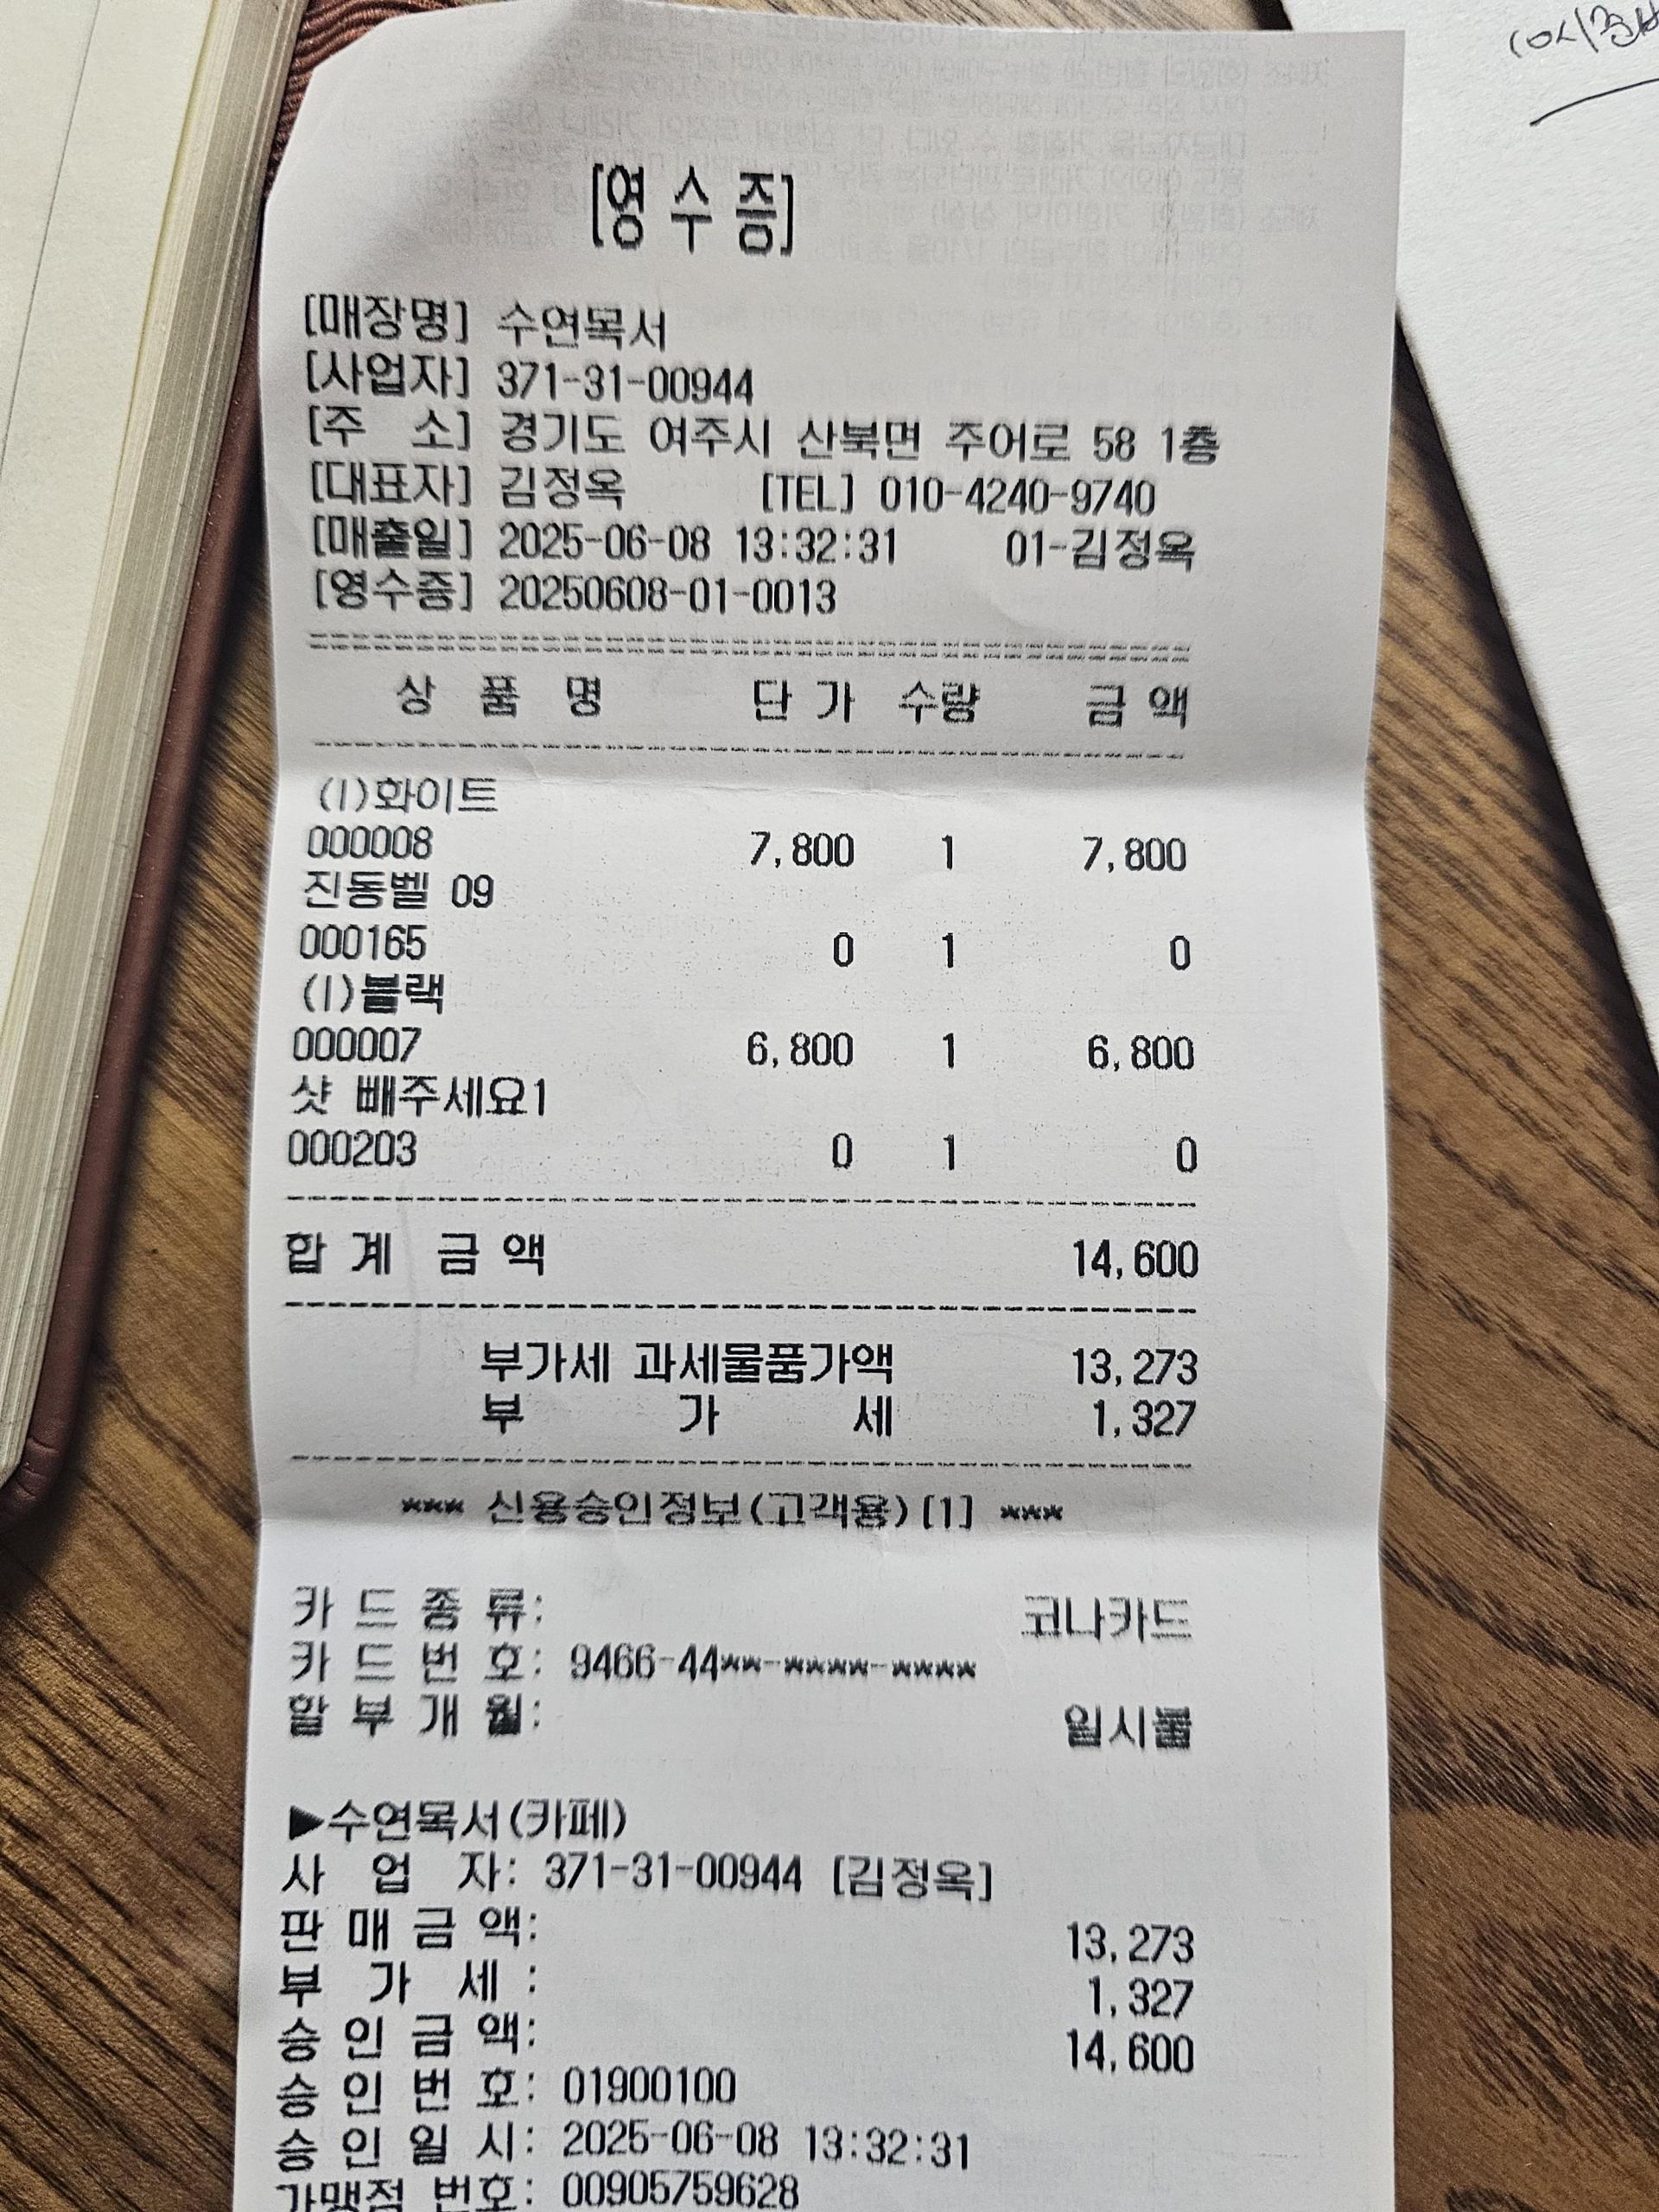 [영 수 증]
[매장명] 수연목서
[사업자] 371-31-00944
[주 소] 경기도 여주시 산북면 주어로 58 1층
[대표자] 김정옥 [TEL] 010-4240-9740
[매출일] 2025-06-08 13:32:31 01-김정옥
[영수증] 20250608-01-0013
상 품 명 단 가 수량 금 액
(I)화이트
000008 7,800 1 7,800
진동벨 09
000165 0 1 0
(I)블랙
000007 6,800 1 6,800
샷 빼주세요1
000203 0 1 0
합 계 금 액 14,600
부가세 과세물품가액 13,273
부 가 세 1,327
*** 신용승인정보(고객용)[1] ***
카 드 종 류: 코나카드
카 드 번 호: 9466-44**-****-****
할 부 개 월: 일시불
▶수연목서(카페)
사 업 자: 371-31-00944 [김정옥]
판 매 금 액: 13,273
부 가 세 : 1,327
승 인 금 액: 14,600
승 인 번 호: 01900100
승 인 일 시: 2025-06-08 13:32:31
가맹점 번호: 00905759628